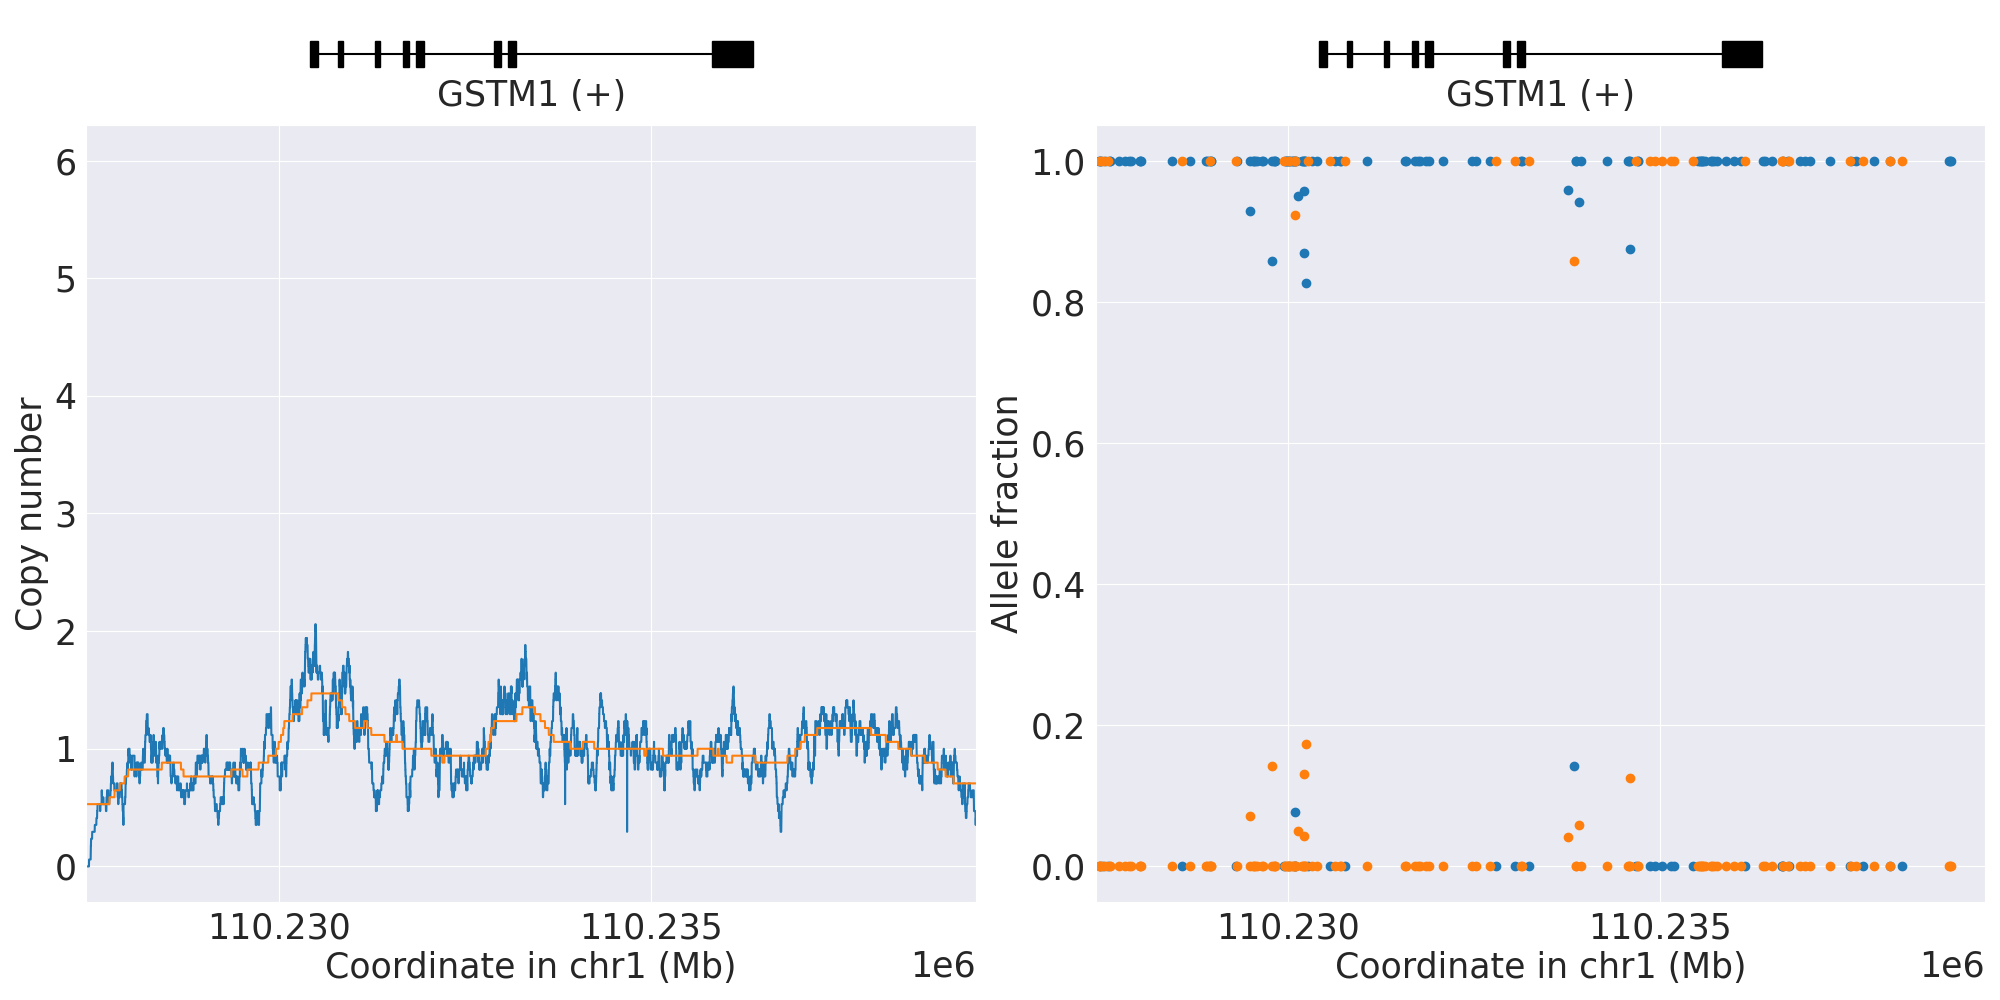 GSTM1 (+)
6
5
4
3
2
1
0
Copy number
110.230
110.235
Coordinate in chr1 (Mb)
1e6
GSTM1 (+)
1.0
0.8
0.6
0.4
0.2
0.0
Allele fraction
110.230
110.235
Coordinate in chr1 (Mb)
1e6